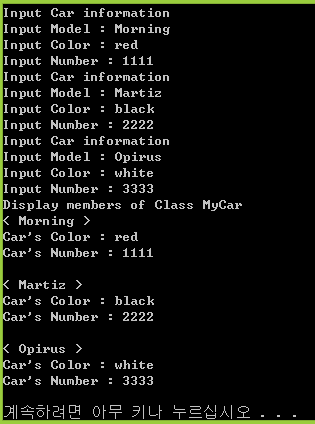 Input Car information
Input Model : Morning
Input Color : red
Input Number : 1111
Input Car information
Input Model : Martiz
Input Color : black
Input Number : 2222
Input Car information
Input Model : Opirus
Input Color : white
Input Number : 3333
Display members of Class MyCar
< Morning >
Car's Color : red
Car's Number : 1111
< Martiz >
Car's Color : black
Car's Number : 2222
< Opirus >
Car's Color : white
Car's Number : 3333
계속하려면 아무 키나 누르십시오 . . .